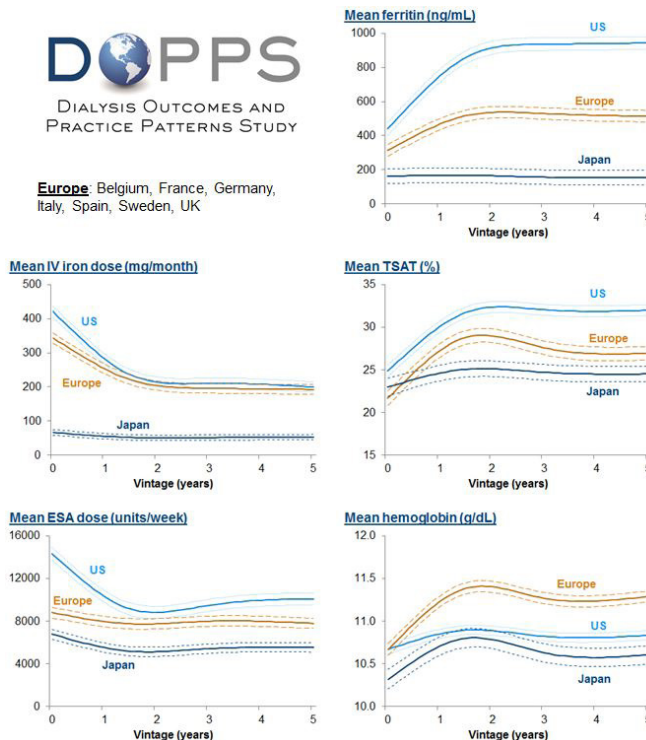 DOPPS
DIALYSIS OUTCOMES AND
PRACTICE PATTERNS STUDY
Europe: Belgium, France, Germany,
Italy, Spain, Sweden, UK
Mean ferritin (ng/mL)
1000
800
600
400
200
0
US
Europe
Japan
0 1 2 3 4 5
Vintage (years)
Mean IV iron dose (mg/month)
500
400
300
200
100
0
US
Europe
Japan
0 1 2 3 4 5
Vintage (years)
Mean TSAT (%)
35
30
25
20
15
US
Europe
Japan
0 1 2 3 4 5
Vintage (years)
Mean ESA dose (units/week)
16000
12000
8000
4000
0
US
Europe
Japan
0 1 2 3 4 5
Vintage (years)
Mean hemoglobin (g/dL)
12.0
11.5
11.0
10.5
10.0
Europe
US
Japan
0 1 2 3 4 5
Vintage (years)